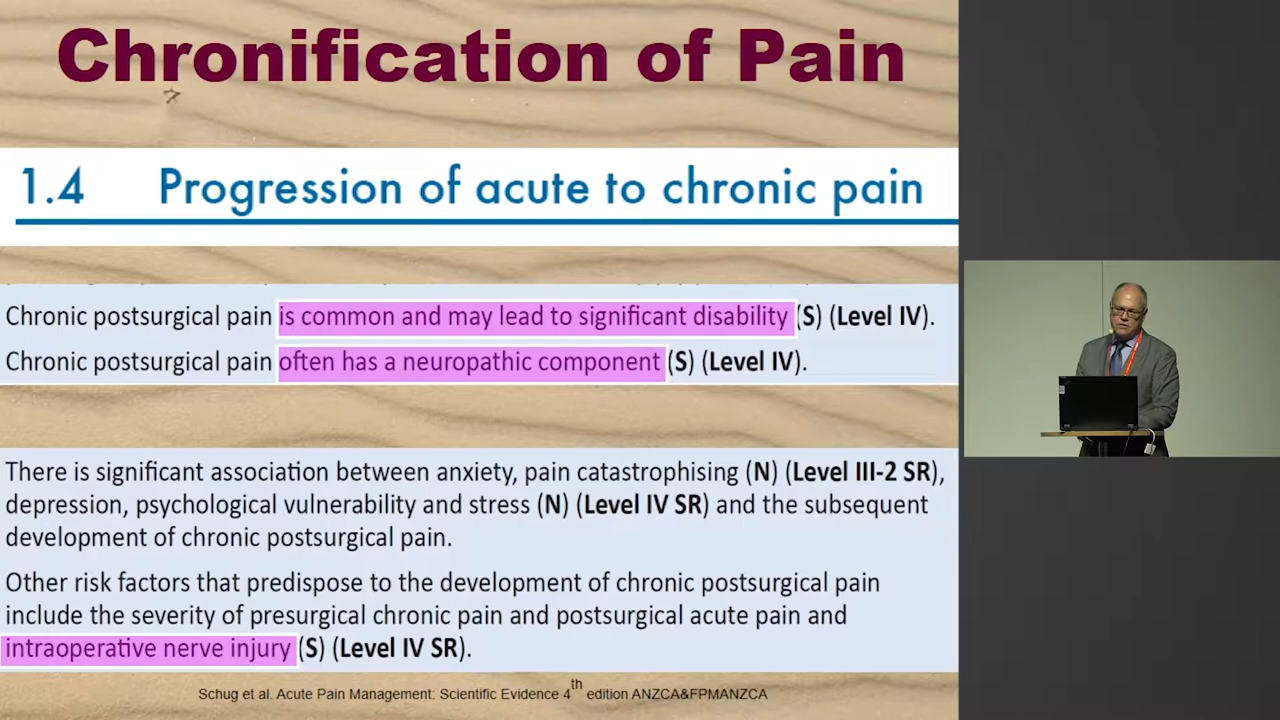 Chronification of Pain
1.4 Progression of acute to chronic pain
Chronic postsurgical pain is common and may lead to significant disability (S) (Level IV).
Chronic postsurgical pain often has a neuropathic component (S) (Level IV).
There is significant association between anxiety, pain catastrophising (N) (Level III-2 SR),
depression, psychological vulnerability and stress (N) (Level IV SR) and the subsequent
development of chronic postsurgical pain.
Other risk factors that predispose to the development of chronic postsurgical pain
include the severity of presurgical chronic pain and postsurgical acute pain and
intraoperative nerve injury (S) (Level IV SR).
Schug et al. Acute Pain Management: Scientific Evidence 4th edition ANZCA&FPMANZCA